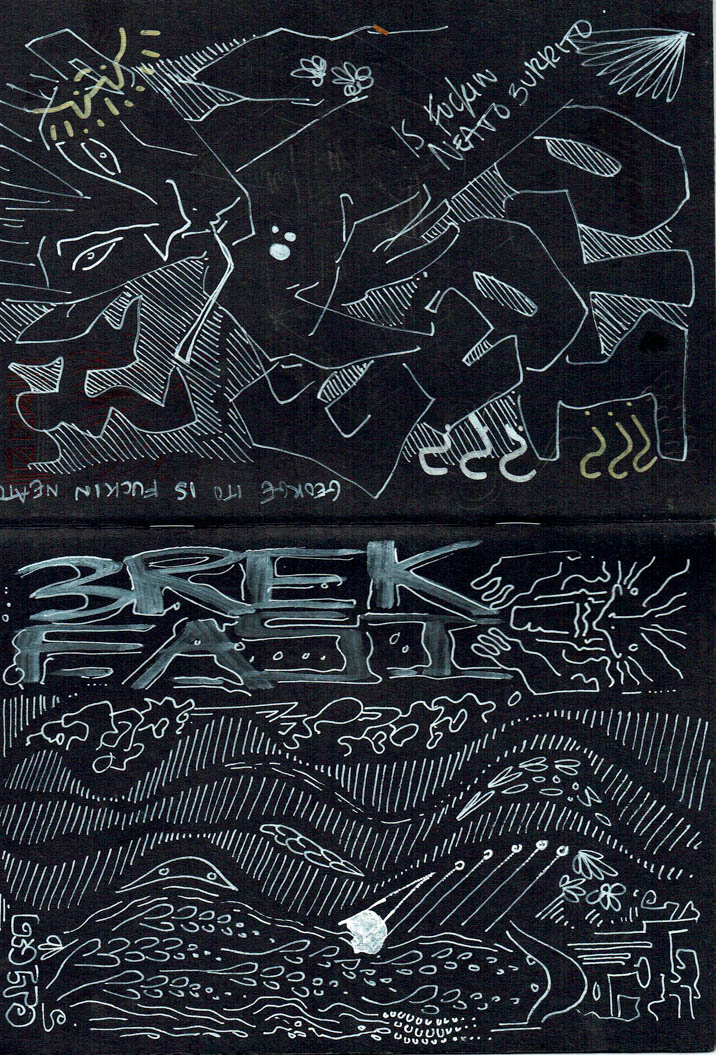 IS FUCKIN
NEATO BURRITO
GEORGE ITO IS FUCKIN NEATO
BREK
FAST